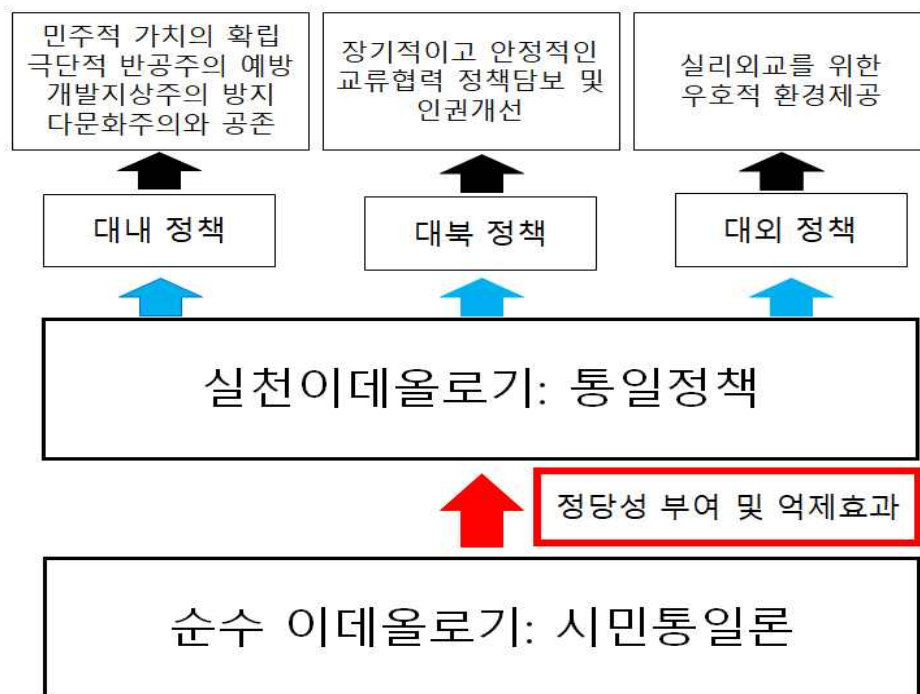 민주적 가치의 확립
극단적 반공주의 예방
개발지상주의 방지
다문화주의와 공존
장기적이고 안정적인
교류협력 정책담보 및
인권개선
실리외교를 위한
우호적 환경제공
대내 정책
대북 정책
대외 정책
실천이데올로기: 통일정책
정당성 부여 및 억제효과
순수 이데올로기: 시민통일론